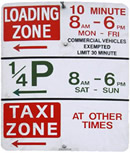 LOADING ZONE
10 MINUTE
8AM - 6PM
MON - FRI
COMMERCIAL VEHICLES
EXEMPTED
LIMIT 30 MINUTE
1/4 P
8AM - 6PM
SAT - SUN
TAXI ZONE
AT OTHER
TIMES